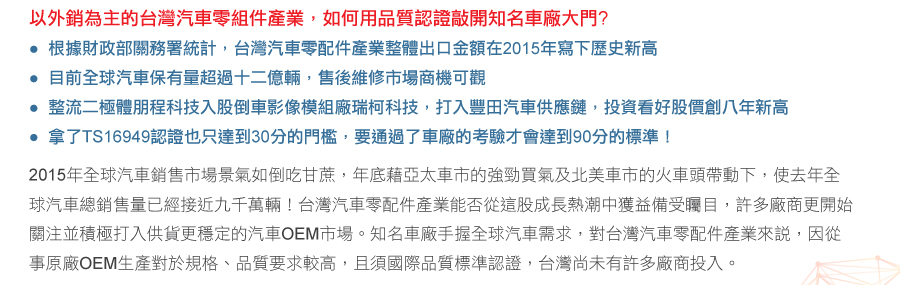 以外銷為主的台灣汽車零組件產業，如何用品質認證敲開知名車廠大門?
● 根據財政部關務署統計，台灣汽車零配件產業整體出口金額在2015年寫下歷史新高
● 目前全球汽車保有量超過十二億輛，售後維修市場商機可觀
● 整流二極體朋程科技入股倒車影像模組廠瑞柯科技，打入豐田汽車供應鏈，投資看好股價創八年新高
● 拿了TS16949認證也只達到30分的門檻，要通過了車廠的考驗才會達到90分的標準！
2015年全球汽車銷售市場景氣如倒吃甘蔗，年底藉亞太車市的強勁買氣及北美車市的火車頭帶動下，使去年全
球汽車總銷售量已經接近九千萬輛！台灣汽車零配件產業能否從這股成長熱潮中獲益備受矚目，許多廠商更開始
關注並積極打入供貨更穩定的汽車OEM市場。知名車廠手握全球汽車需求，對台灣汽車零配件產業來説，因從
事原廠OEM生產對於規格、品質要求較高，且須國際品質標準認證，台灣尚未有許多廠商投入。